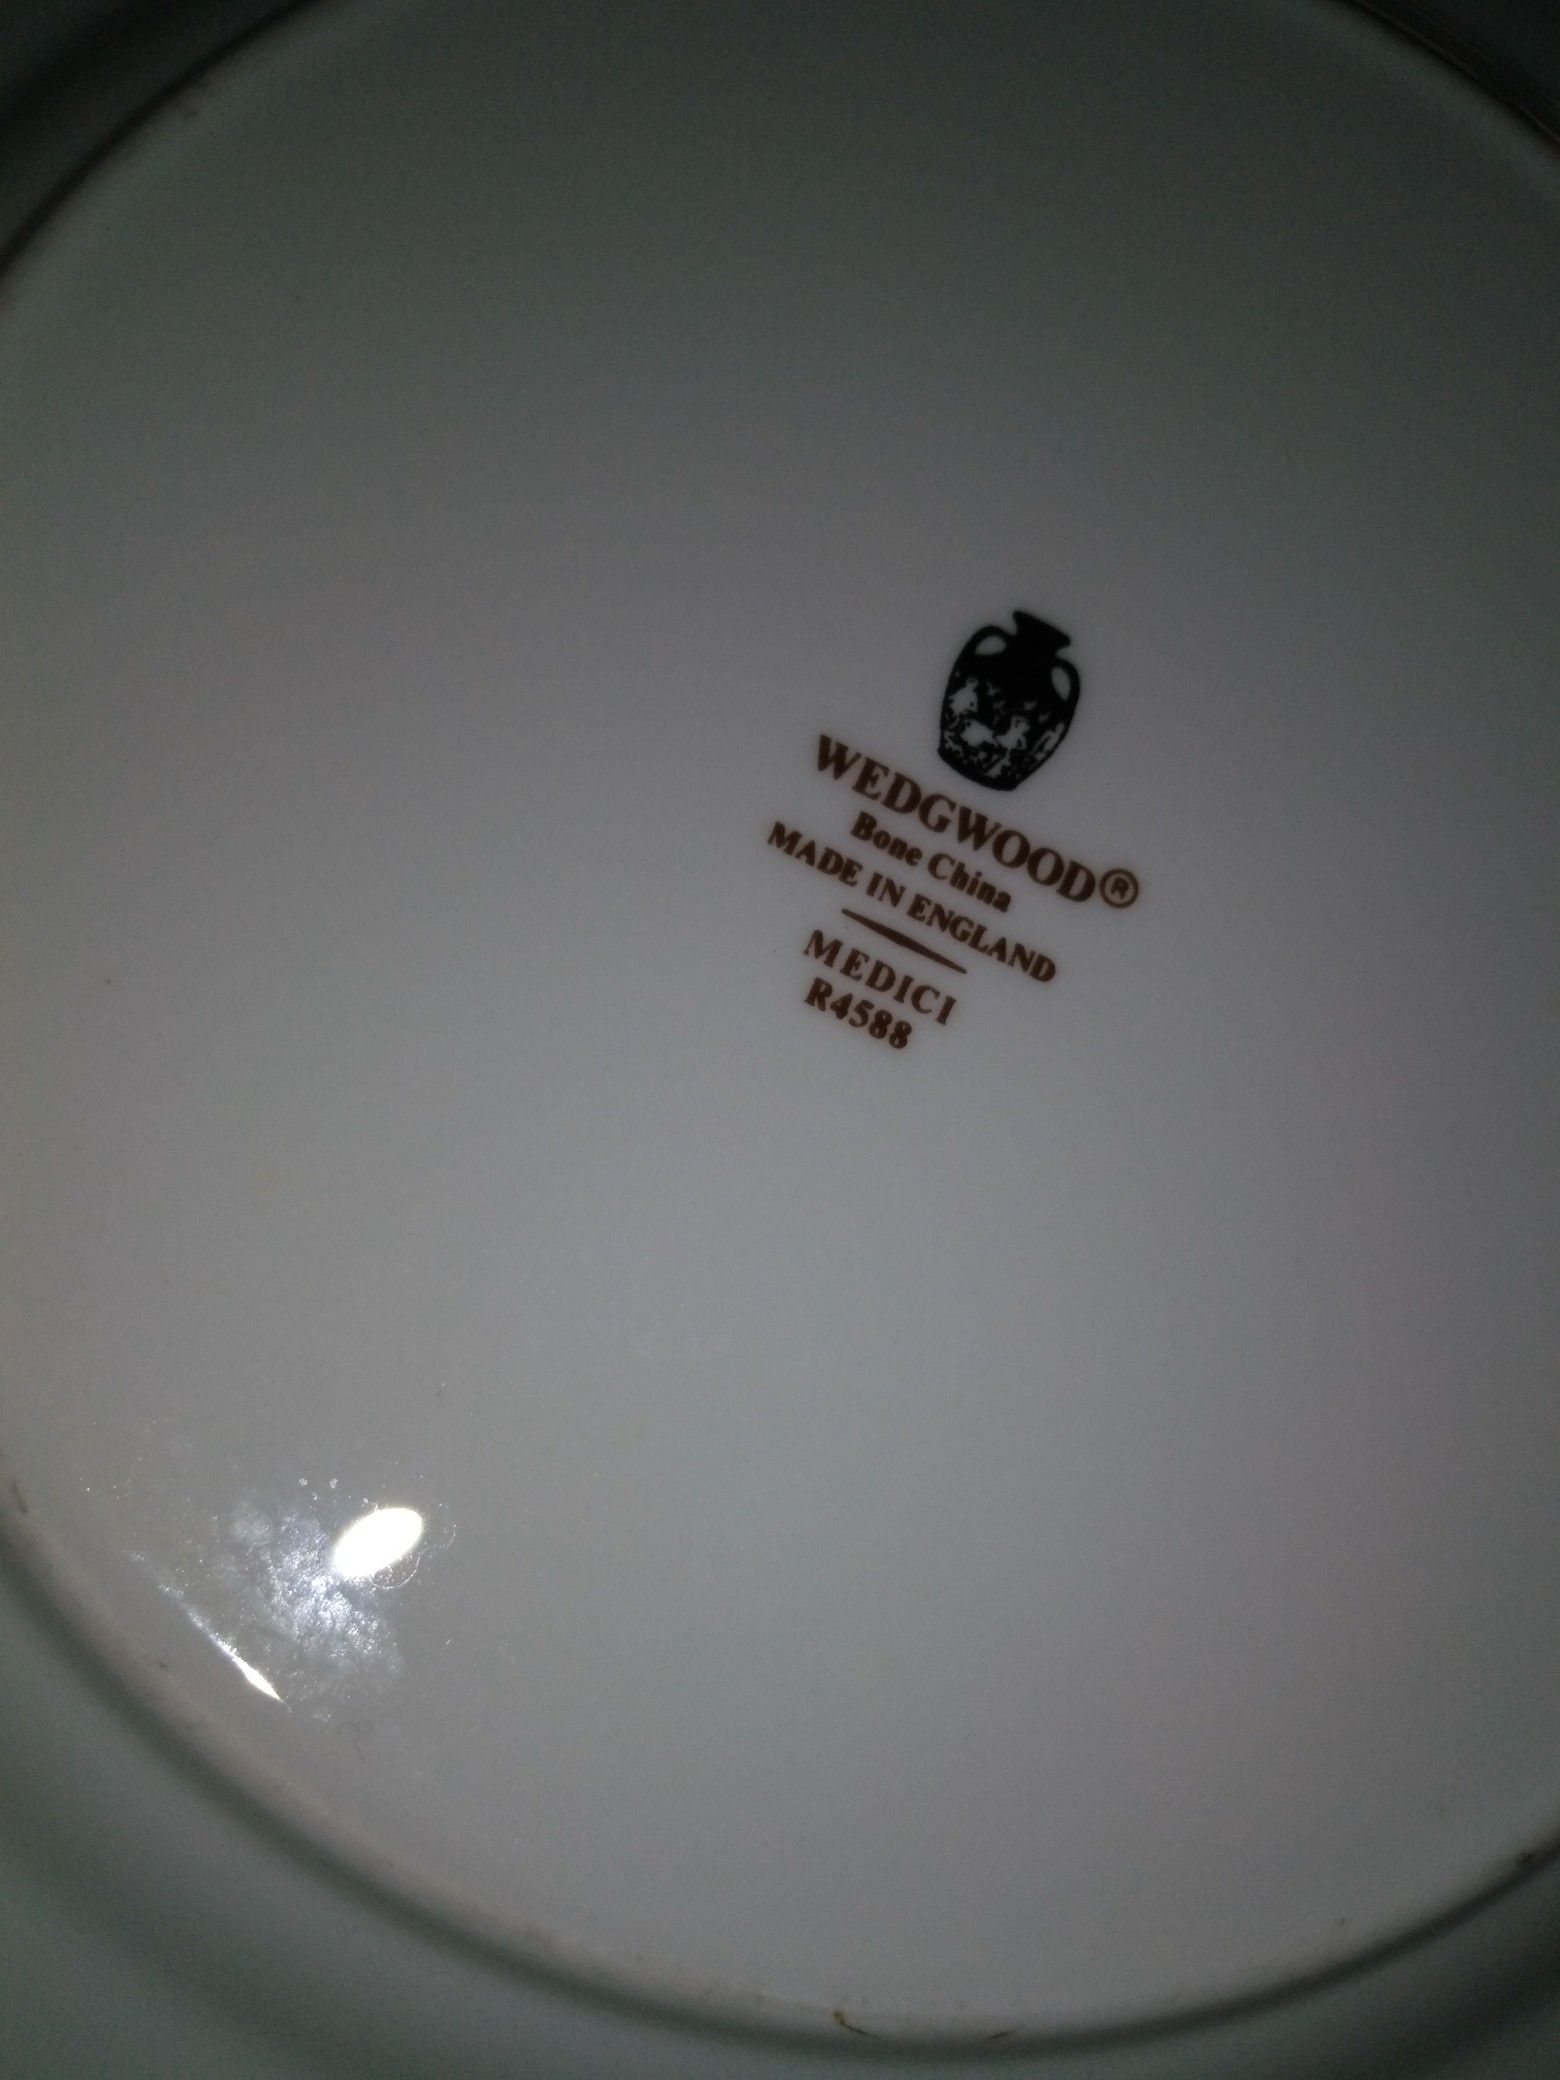 WEDGWOOD®
Bone China
MADE IN ENGLAND
MEDICI
R4588